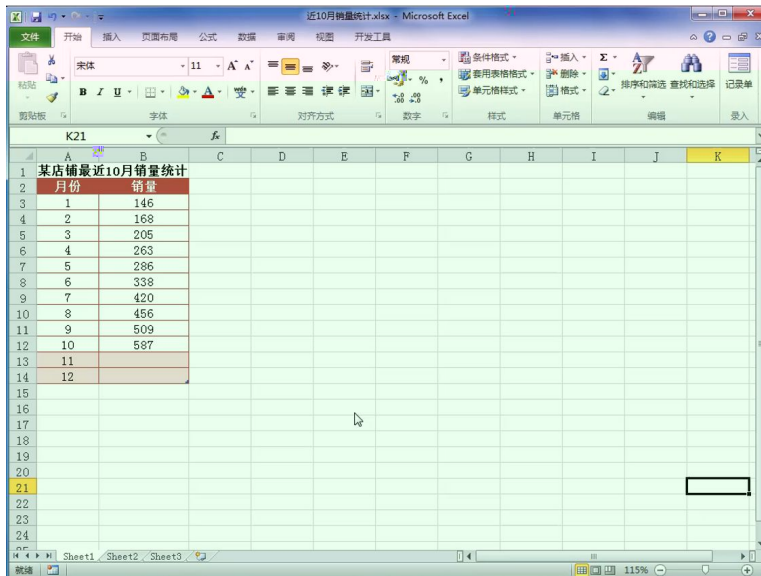 近10月销量统计.xlsx - Microsoft Excel
文件 开始 插入 页面布局 公式 数据 审阅 视图 开发工具
宋体 11 A A 常规 条件格式 插入 Σ
粘贴 套用表格格式 删除 排序和筛选 查找和选择 记录单
B I U A 变 % , 单元格样式 格式
.0 .00 .00 .0
剪贴板 字体 对齐方式 数字 样式 单元格 编辑 录入
K21 fx
A B C D E F G H I J K
1 某店铺最近10月销量统计
2 月份 销量
3 1 146
4 2 168
5 3 205
6 4 263
7 5 286
8 6 338
9 7 420
10 8 456
11 9 509
12 10 587
13 11
14 12
15
16
17
18
19
20
21
22
23
24
Sheet1 Sheet2 Sheet3
就绪 115%